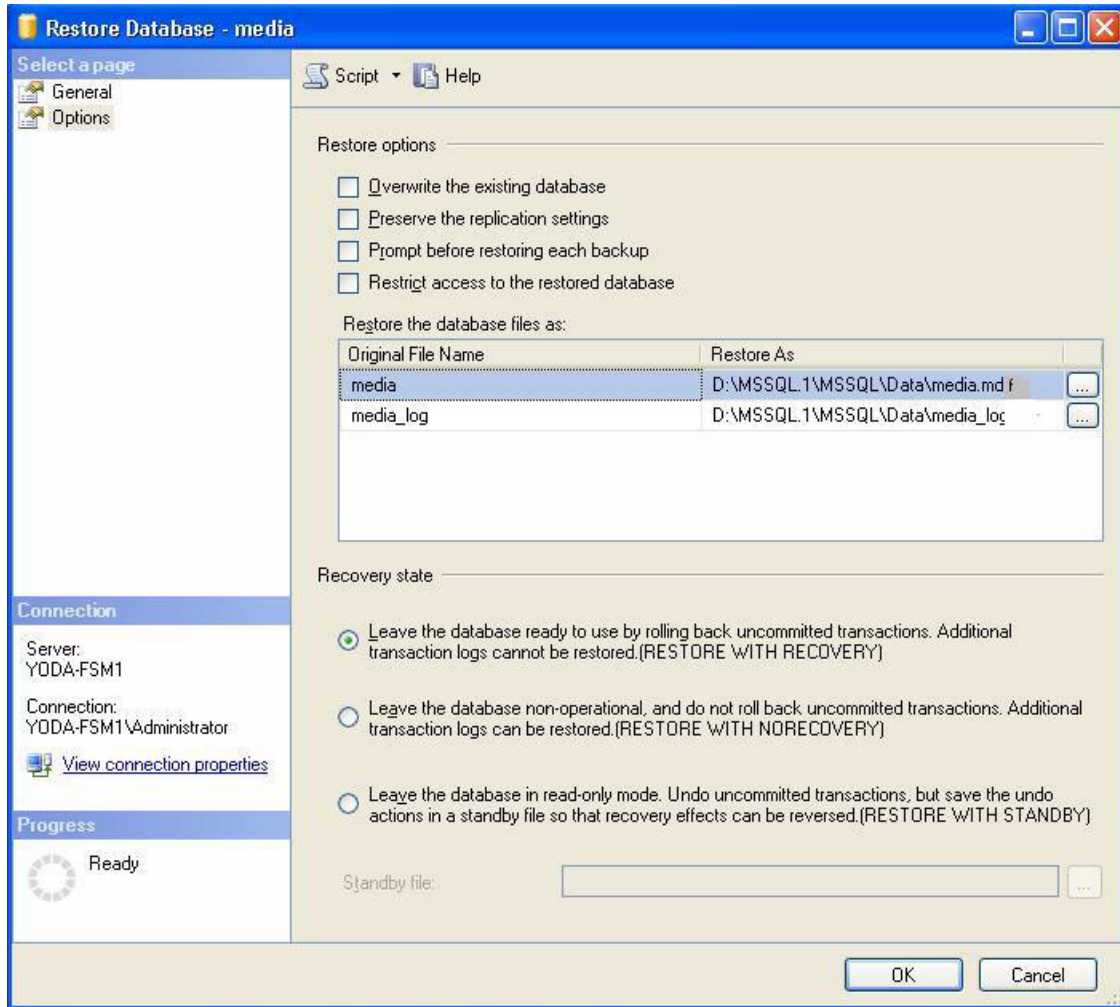 Restore Database - media
Select a page
General
Options
Script
Help
Restore options
Overwrite the existing database
Preserve the replication settings
Prompt before restoring each backup
Restrict access to the restored database
Restore the database files as:
Original File Name Restore As
media D:\MSSQL.1\MSSQL\Data\media.mdf ...
media_log D:\MSSQL.1\MSSQL\Data\media_log ...
Recovery state
Leave the database ready to use by rolling back uncommitted transactions. Additional
transaction logs cannot be restored.(RESTORE WITH RECOVERY)
Leave the database non-operational, and do not roll back uncommitted transactions. Additional
transaction logs can be restored.(RESTORE WITH NORECOVERY)
Leave the database in read-only mode. Undo uncommitted transactions, but save the undo
actions in a standby file so that recovery effects can be reversed.(RESTORE WITH STANDBY)
Standby file: ...
Connection
Server:
YODA-FSM1
Connection:
YODA-FSM1\Administrator
View connection properties
Progress
Ready
OK Cancel